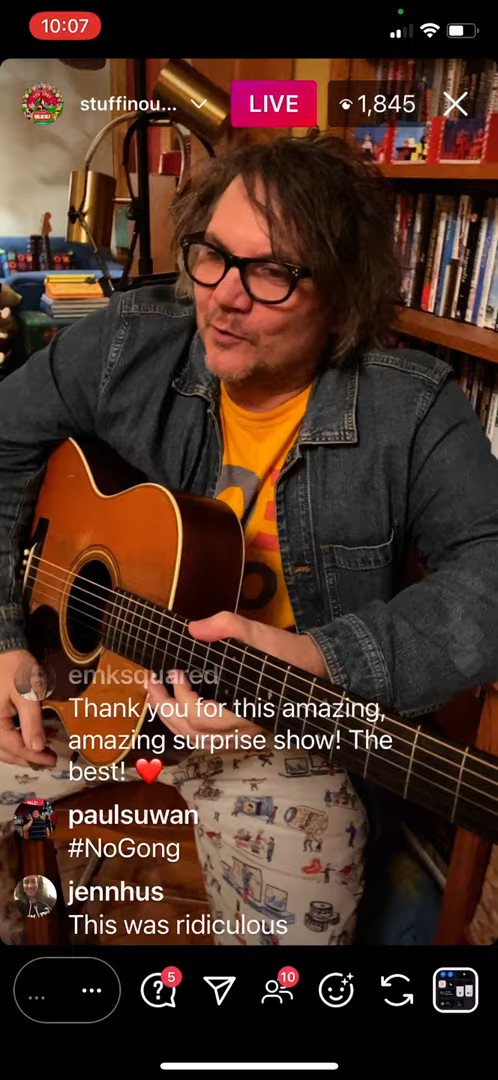 10:07
stuffinou...
LIVE
1,845
emksquared
Thank you for this amazing,
amazing surprise show! The
best! ❤️
paulsuwan
#NoGong
jennhus
This was ridiculous
... ...
5
10